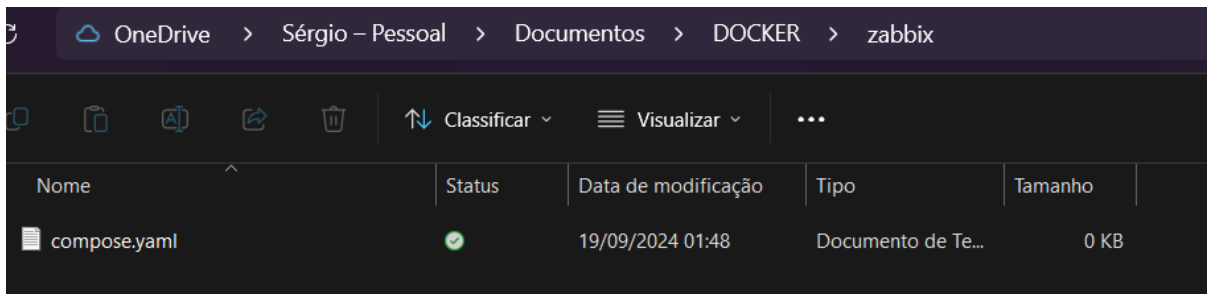 OneDrive > Sérgio – Pessoal > Documentos > DOCKER > zabbix
Classificar Visualizar
Nome Status Data de modificação Tipo Tamanho
compose.yaml 19/09/2024 01:48 Documento de Te... 0 KB